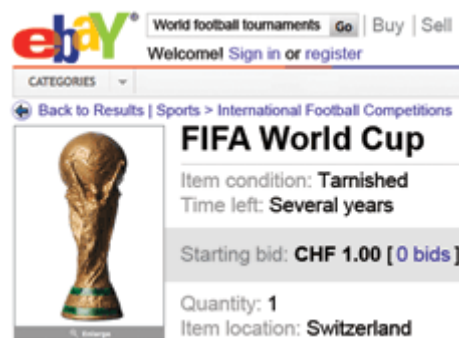 ebaY
World football tournaments Go | Buy | Sell
Welcome! Sign in or register
CATEGORIES
Back to Results | Sports > International Football Competitions
FIFA World Cup
Item condition: Tarnished
Time left: Several years
Starting bid: CHF 1.00 [ 0 bids ]
Quantity: 1
Item location: Switzerland
Enlarge